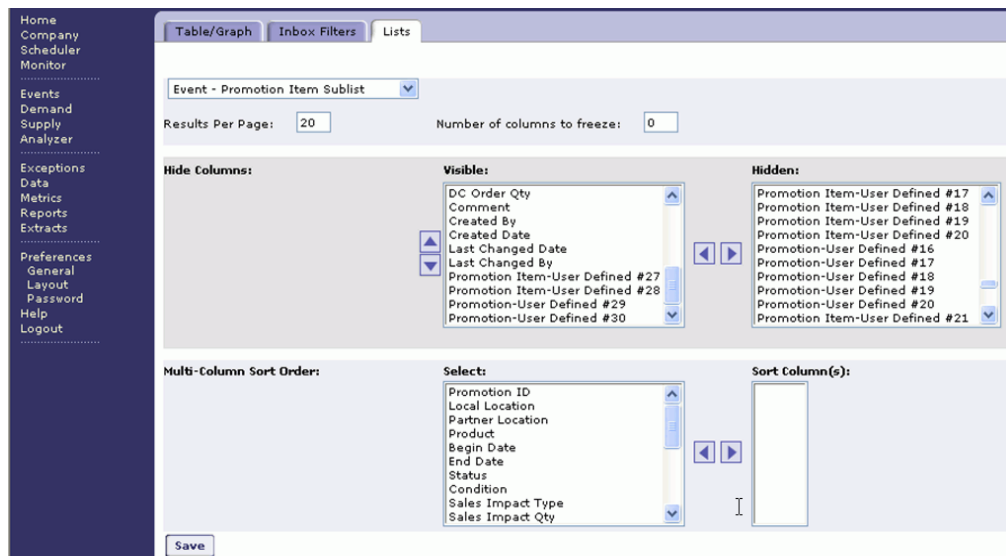 Home
Company
Scheduler
Monitor
Events
Demand
Supply
Analyzer
Exceptions
Data
Metrics
Reports
Extracts
Preferences
General
Layout
Password
Help
Logout
Table/Graph
Inbox Filters
Lists
Event - Promotion Item Sublist
Results Per Page: 20
Number of columns to freeze: 0
Hide Columns:
Visible:
DC Order Qty
Comment
Created By
Created Date
Last Changed Date
Last Changed By
Promotion Item-User Defined #27
Promotion Item-User Defined #28
Promotion-User Defined #29
Promotion-User Defined #30
Hidden:
Promotion Item-User Defined #17
Promotion Item-User Defined #18
Promotion Item-User Defined #19
Promotion Item-User Defined #20
Promotion-User Defined #16
Promotion-User Defined #17
Promotion-User Defined #18
Promotion-User Defined #19
Promotion-User Defined #20
Promotion Item-User Defined #21
Multi-Column Sort Order:
Select:
Promotion ID
Local Location
Partner Location
Product
Begin Date
End Date
Status
Condition
Sales Impact Type
Sales Impact Qty
Sort Column(s):
Save